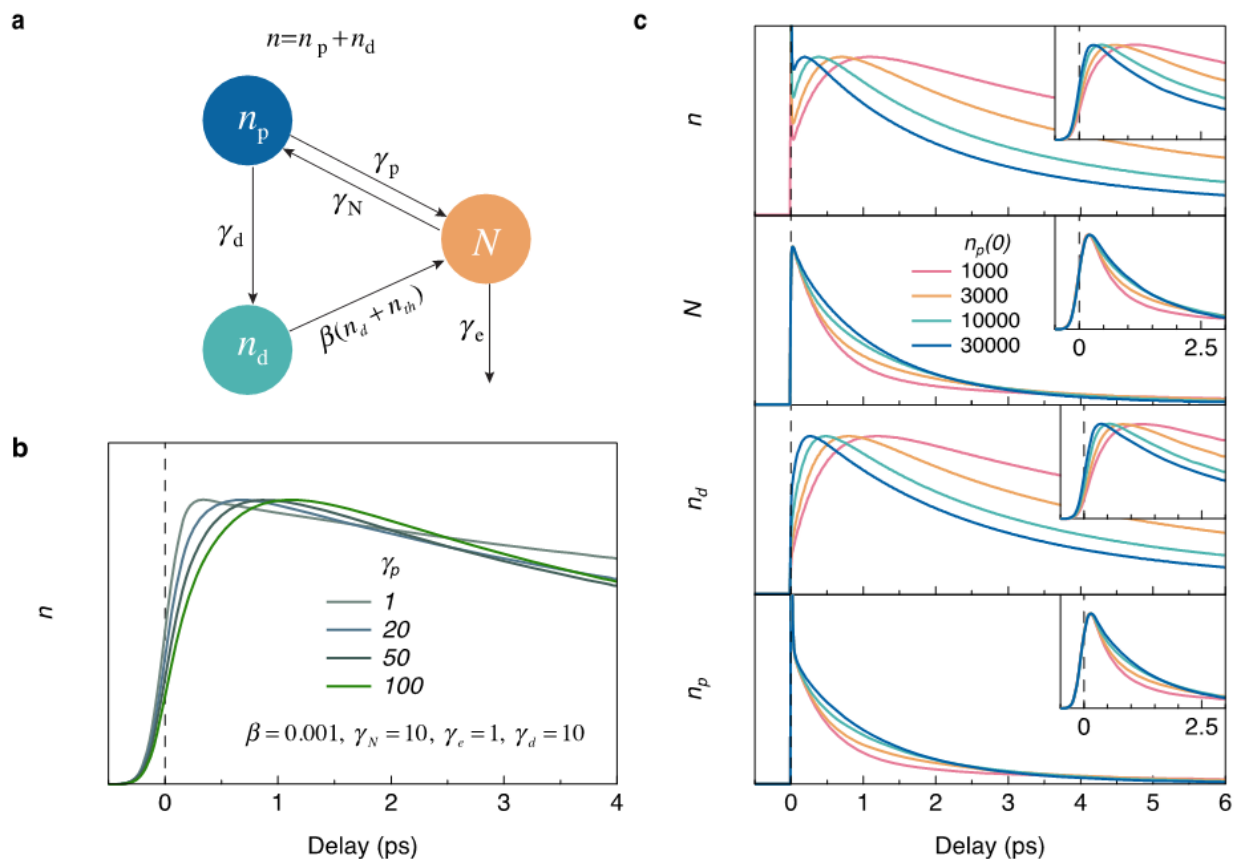 a
n=n_p+n_d
n_p
γ_p
γ_N
γ_d
N
n_d
β(n_d+n_th)
γ_e
b
n
γ_p
1
20
50
100
β=0.001, γ_N=10, γ_e=1, γ_d=10
0 1 2 3 4
Delay (ps)
c
n
N
n_p(0)
1000
3000
10000
30000
0 2.5
n_d
n_p
0 2.5
0 1 2 3 4 5 6
Delay (ps)